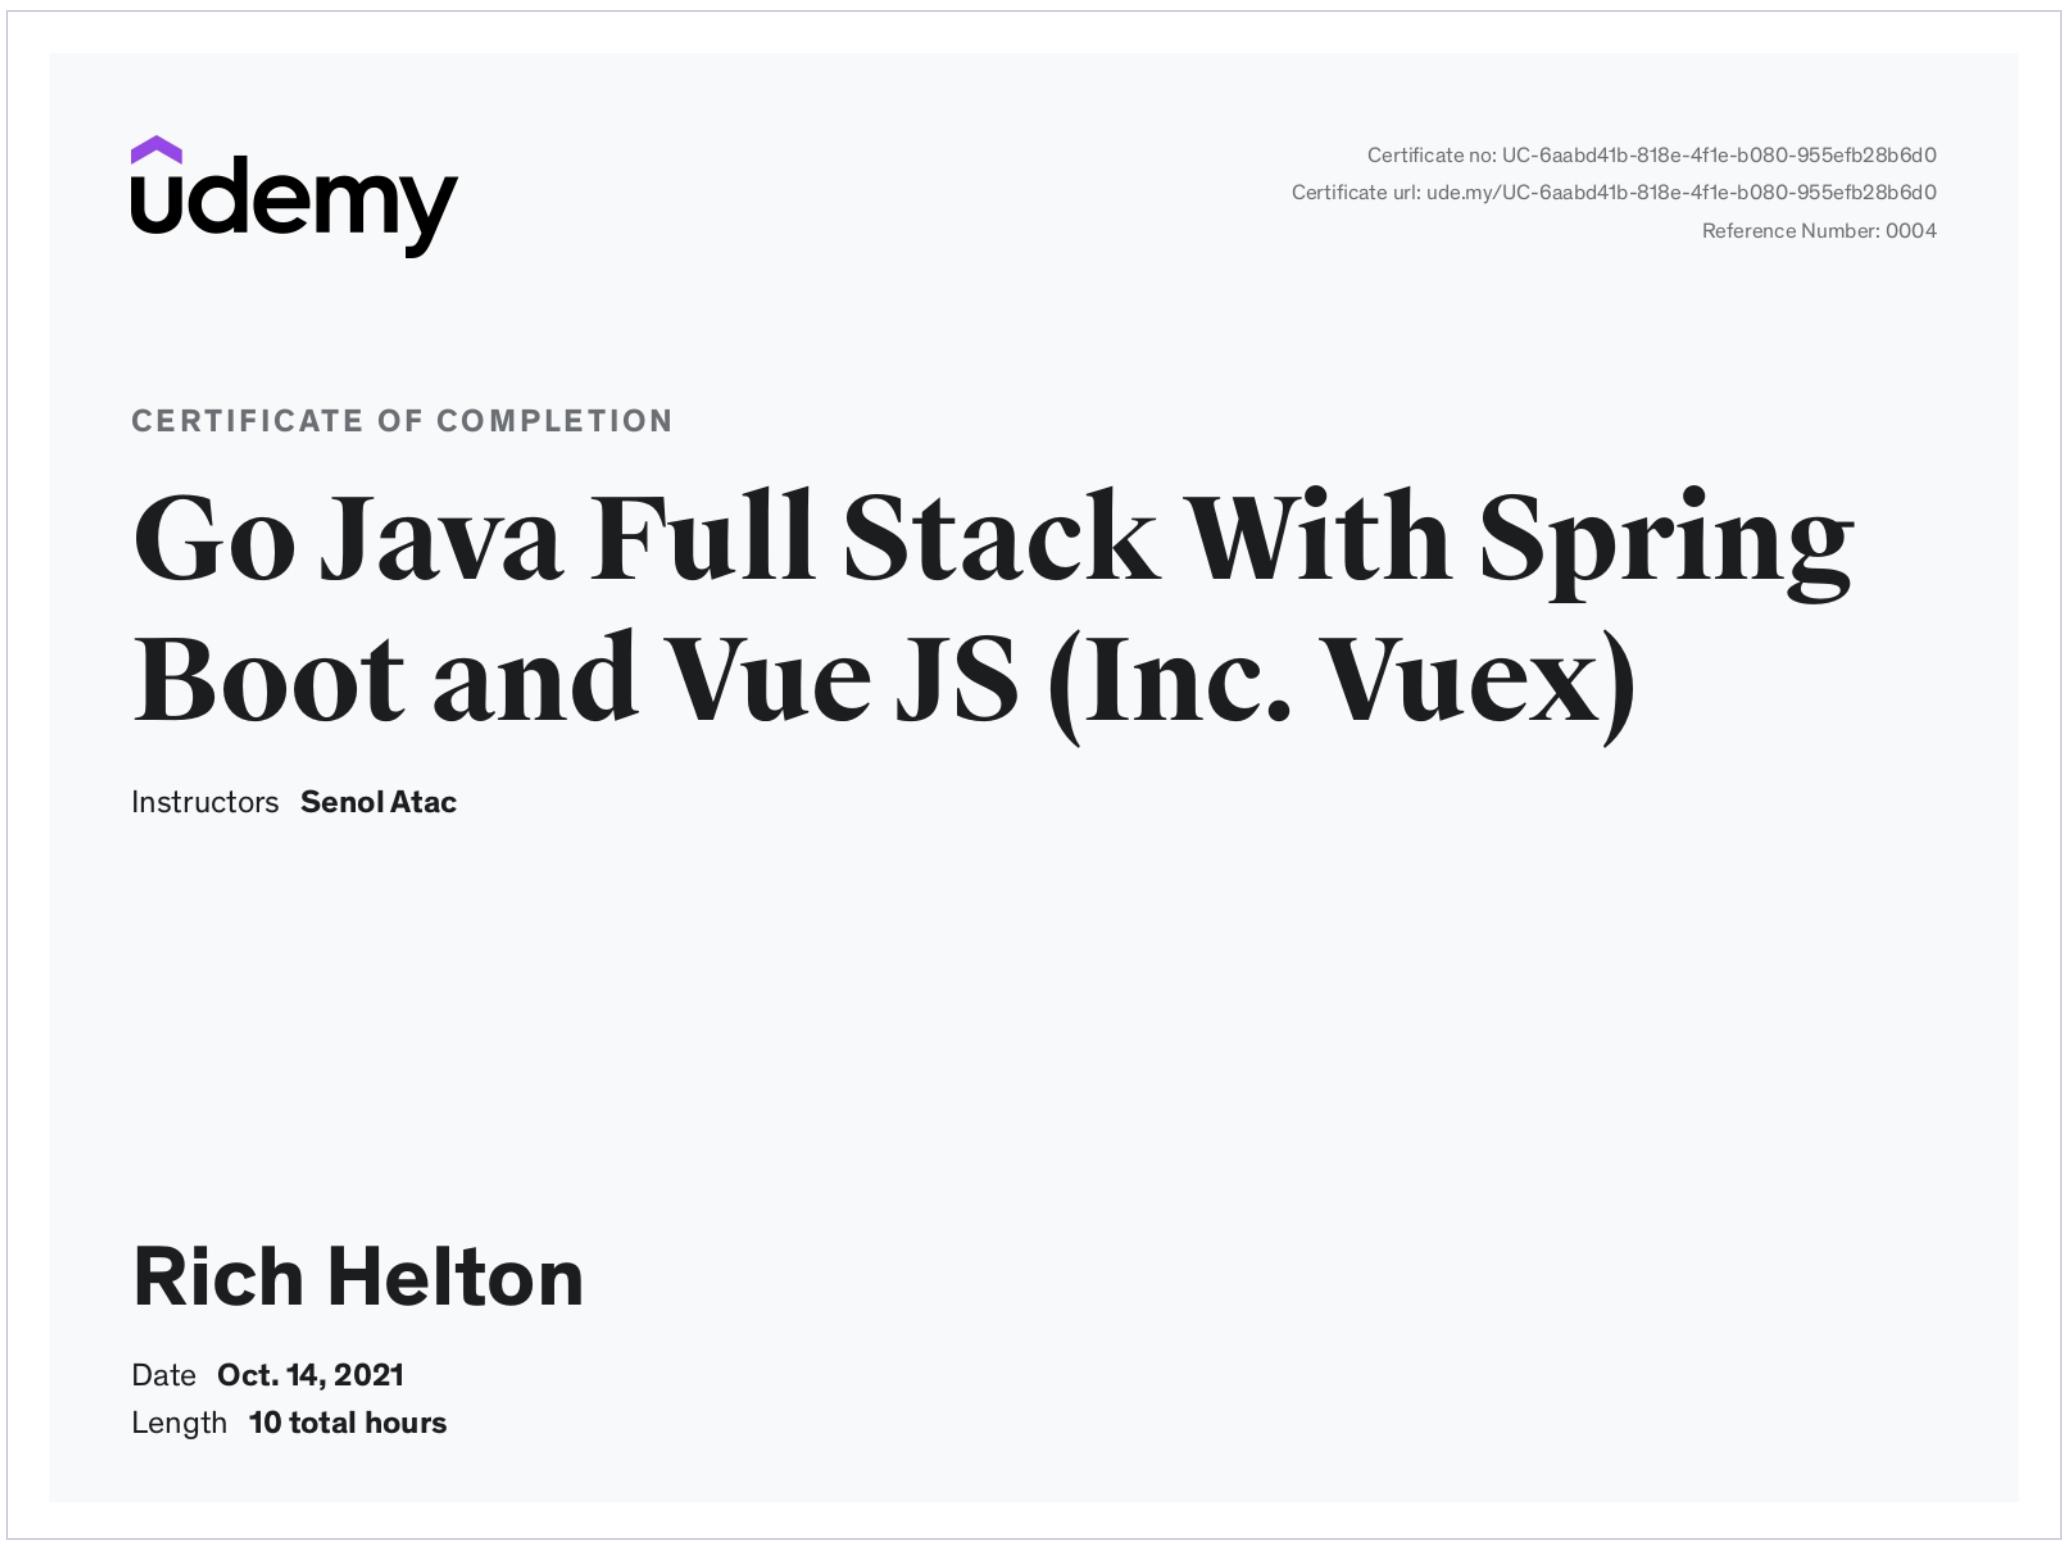 udemy
Certificate no: UC-6aabd41b-818e-4f1e-b080-955efb28b6d0
Certificate url: ude.my/UC-6aabd41b-818e-4f1e-b080-955efb28b6d0
Reference Number: 0004
CERTIFICATE OF COMPLETION
Go Java Full Stack With Spring
Boot and Vue JS (Inc. Vuex)
Instructors Senol Atac
Rich Helton
Date Oct. 14, 2021
Length 10 total hours